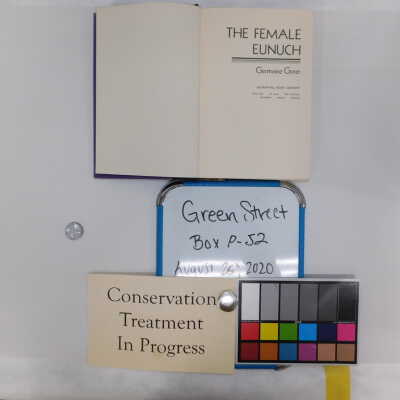 THE FEMALE
EUNUCH
Germaine Greer
Green Street
Box P-52
August 2020
Conservation
Treatment
In Progress